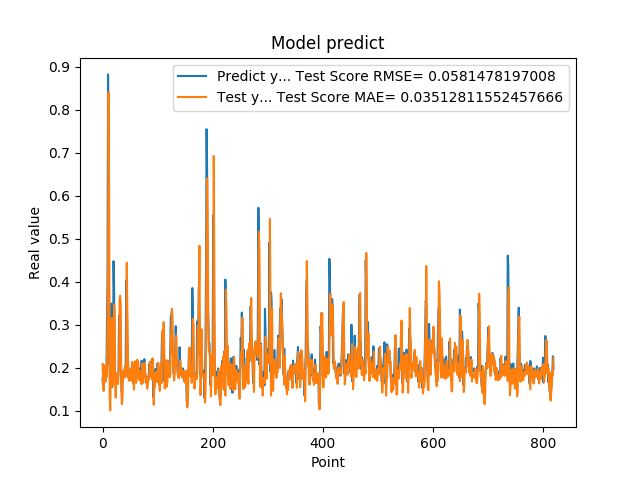 Model predict
Predict y... Test Score RMSE= 0.0581478197008
Test y... Test Score MAE= 0.03512811552457666
Real value
0.9
0.8
0.7
0.6
0.5
0.4
0.3
0.2
0.1
0 200 400 600 800
Point